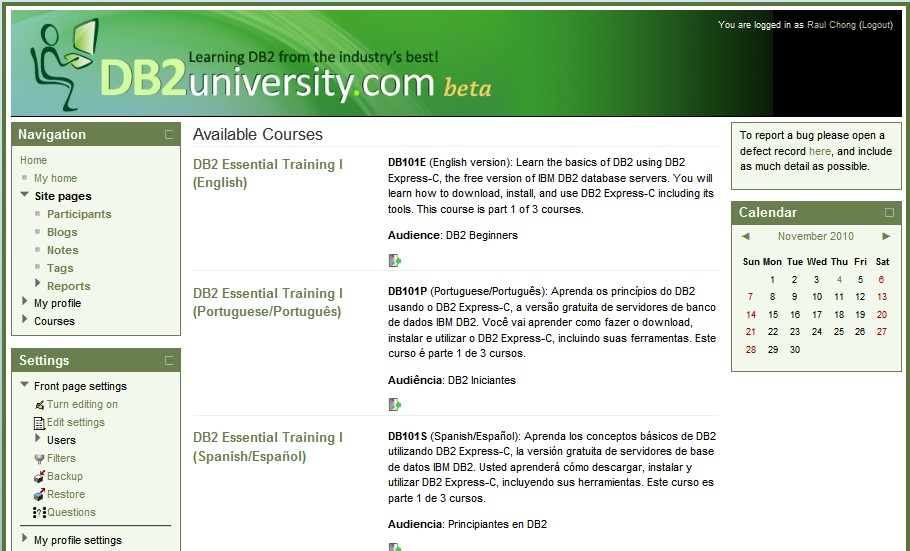 You are logged in as Raul Chong (Logout)
Learning DB2 from the industry's best!
DB2university.com beta
Navigation
Home
My home
Site pages
Participants
Blogs
Notes
Tags
Reports
My profile
Courses
Settings
Front page settings
Turn editing on
Edit settings
Users
Filters
Backup
Restore
Questions
My profile settings
Available Courses
DB2 Essential Training I
(English)
DB101E (English version): Learn the basics of DB2 using DB2
Express-C, the free version of IBM DB2 database servers. You will
learn how to download, install, and use DB2 Express-C including its
tools. This course is part 1 of 3 courses.
Audience: DB2 Beginners
DB2 Essential Training I
(Portuguese/Português)
DB101P (Portuguese/Português): Aprenda os princípios do DB2
usando o DB2 Express-C, a versão gratuita de servidores de banco
de dados IBM DB2. Você vai aprender como fazer o download,
instalar e utilizar o DB2 Express-C, incluindo suas ferramentas. Este
curso é parte 1 de 3 cursos.
Audiência: DB2 Iniciantes
DB2 Essential Training I
(Spanish/Español)
DB101S (Spanish/Español): Aprenda los conceptos básicos de DB2
utilizando DB2 Express-C, la versión gratuita de servidores de base
de datos IBM DB2. Usted aprenderá cómo descargar, instalar y
utilizar DB2 Express-C, incluyendo sus herramientas. Este curso es
parte 1 de 3 cursos.
Audiencia: Principiantes en DB2
To report a bug please open a
defect record here, and include
as much detail as possible.
Calendar
November 2010
Sun Mon Tue Wed Thu Fri Sat
1 2 3 4 5 6
7 8 9 10 11 12 13
14 15 16 17 18 19 20
21 22 23 24 25 26 27
28 29 30